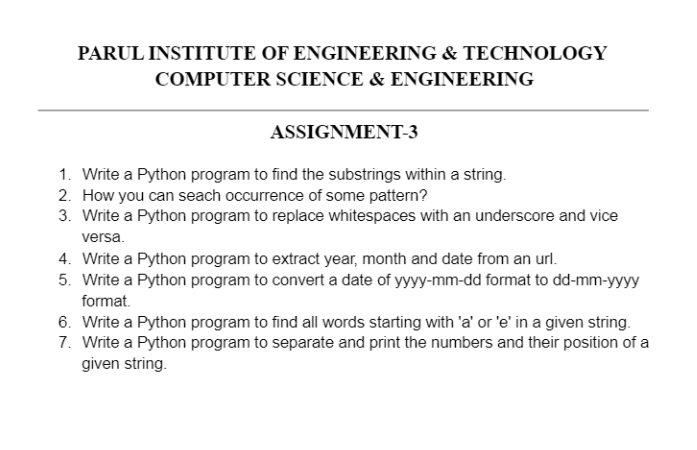 PARUL INSTITUTE OF ENGINEERING & TECHNOLOGY
COMPUTER SCIENCE & ENGINEERING
ASSIGNMENT-3
1. Write a Python program to find the substrings within a string.
2. How you can seach occurrence of some pattern?
3. Write a Python program to replace whitespaces with an underscore and vice
versa.
4. Write a Python program to extract year, month and date from an url.
5. Write a Python program to convert a date of yyyy-mm-dd format to dd-mm-yyyy
format.
6. Write a Python program to find all words starting with 'a' or 'e' in a given string.
7. Write a Python program to separate and print the numbers and their position of a
given string.